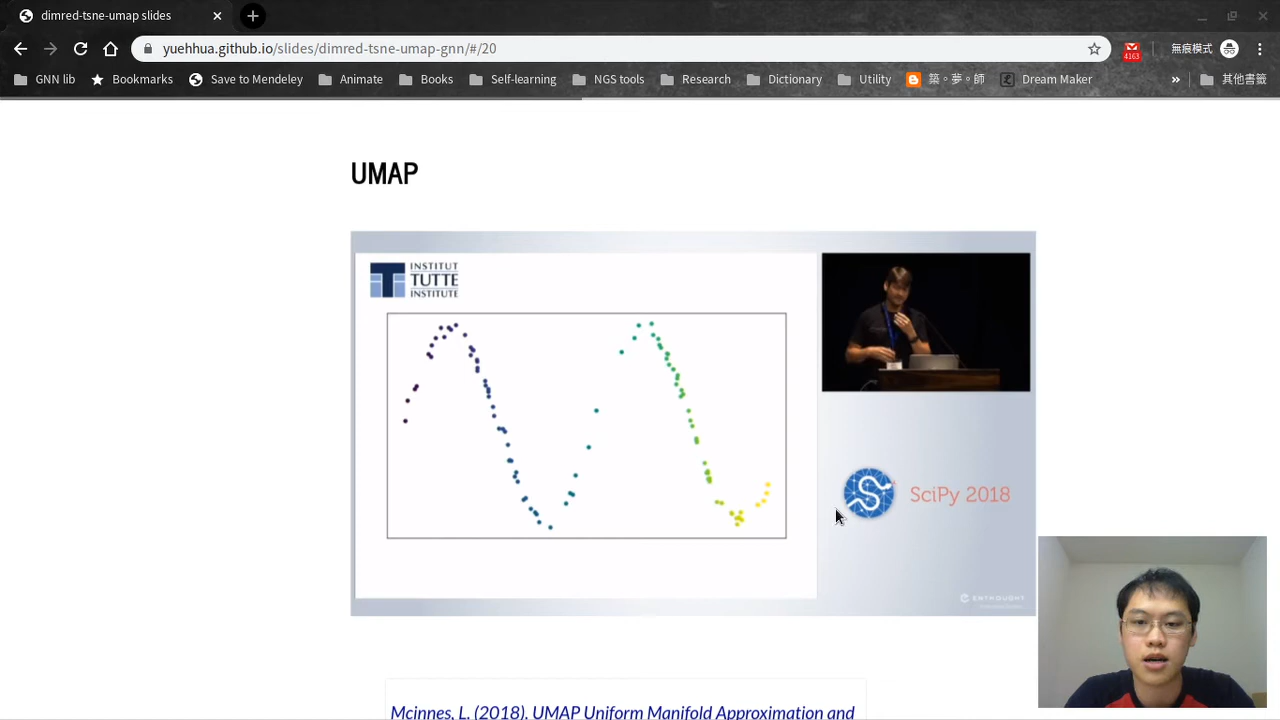 dimred-tsne-umap slides
yuehhua.github.io/slides/dimred-tsne-umap-gnn/#/20
4163
無痕模式
GNN lib
Bookmarks
Save to Mendeley
Animate
Books
Self-learning
NGS tools
Research
Dictionary
Utility
築。夢。師
Dream Maker
»
其他書籤
UMAP
INSTITUT
TUTTE
INSTITUTE
SciPy 2018
ENTHOUGHT
Mcinnes, L. (2018). UMAP Uniform Manifold Approximation and